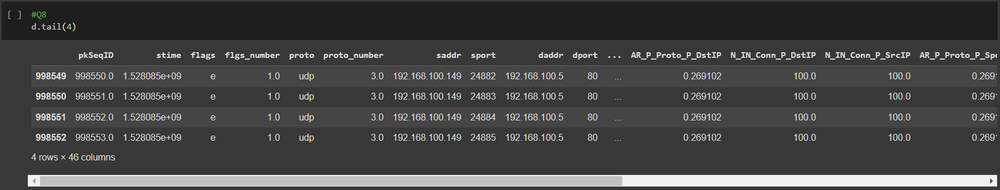 [ ] #Q8
d.tail(4)
pkSeqID stime flags flgs_number proto proto_number saddr sport daddr dport ... AR_P_Proto_P_DstIP N_IN_Conn_P_DstIP N_IN_Conn_P_SrcIP AR_P_Proto_P_Spo
998549 998550.0 1.528085e+09 e 1.0 udp 3.0 192.168.100.149 24882 192.168.100.5 80 ... 0.269102 100.0 100.0 0.269
998550 998551.0 1.528085e+09 e 1.0 udp 3.0 192.168.100.149 24883 192.168.100.5 80 ... 0.269102 100.0 100.0 0.269
998551 998552.0 1.528085e+09 e 1.0 udp 3.0 192.168.100.149 24884 192.168.100.5 80 ... 0.269102 100.0 100.0 0.269
998552 998553.0 1.528085e+09 e 1.0 udp 3.0 192.168.100.149 24885 192.168.100.5 80 ... 0.269102 100.0 100.0 0.269
4 rows × 46 columns